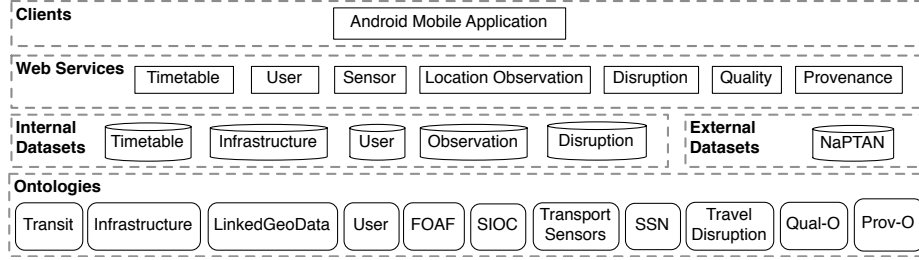 Clients
Android Mobile Application
Web Services
Timetable User Sensor Location Observation Disruption Quality Provenance
Internal
Datasets
Timetable Infrastructure User Observation Disruption
External
Datasets
NaPTAN
Ontologies
Transit Infrastructure LinkedGeoData User FOAF SIOC Transport
Sensors SSN Travel
Disruption Qual-O Prov-O